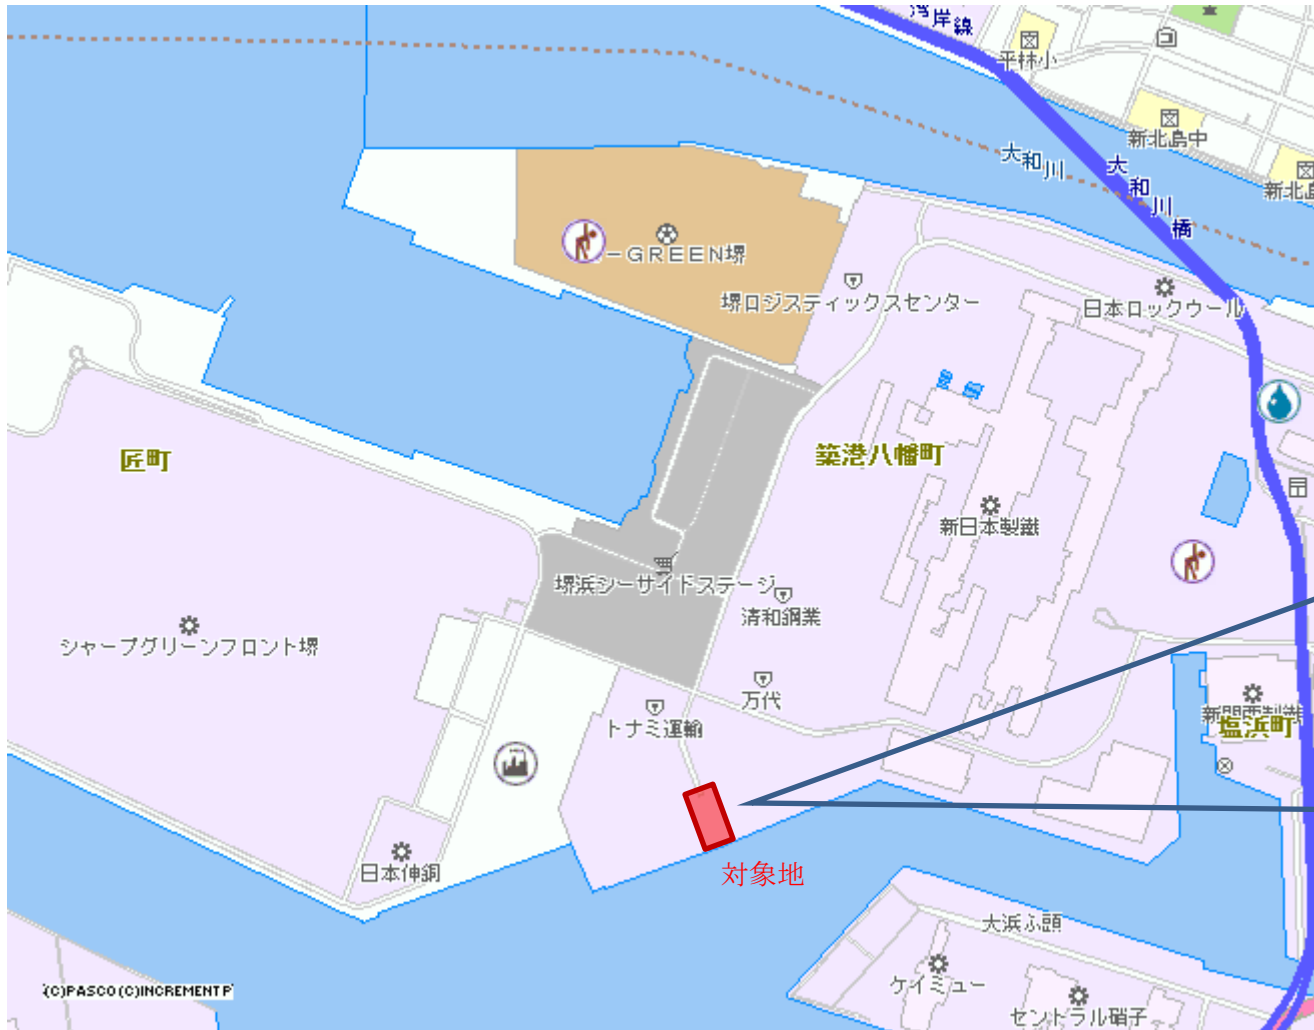 湾岸線
平林小
新北島中
大和川
大和川橋
新北島
－GREEN堺
堺ロジスティックスセンター
日本ロックウール
匠町
築港八幡町
新日本製鐵
堺浜シーサイドステージ
清和鋼業
シャープグリーンフロント堺
万代
トナミ運輸
新関西製鐵
塩浜町
日本伸銅
対象地
大浜ふ頭
ケイミュー
セントラル硝子
(C)PASCO(C)INCREMENT P